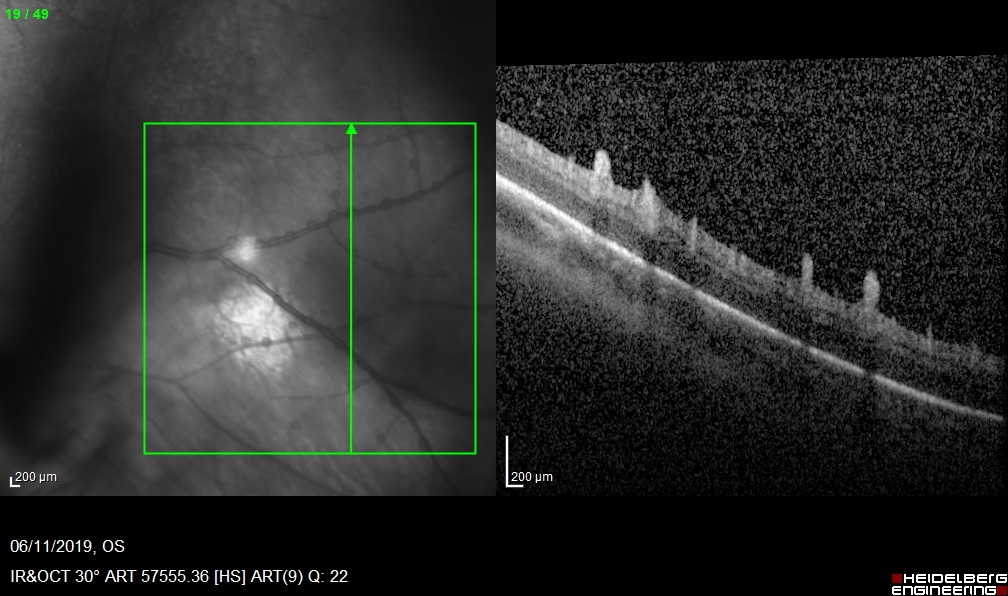 19 / 49
200 µm
200 µm
06/11/2019, OS
IR&OCT 30° ART 57555.36 [HS] ART(9) Q: 22
HEIDELBERG
ENGINEERING